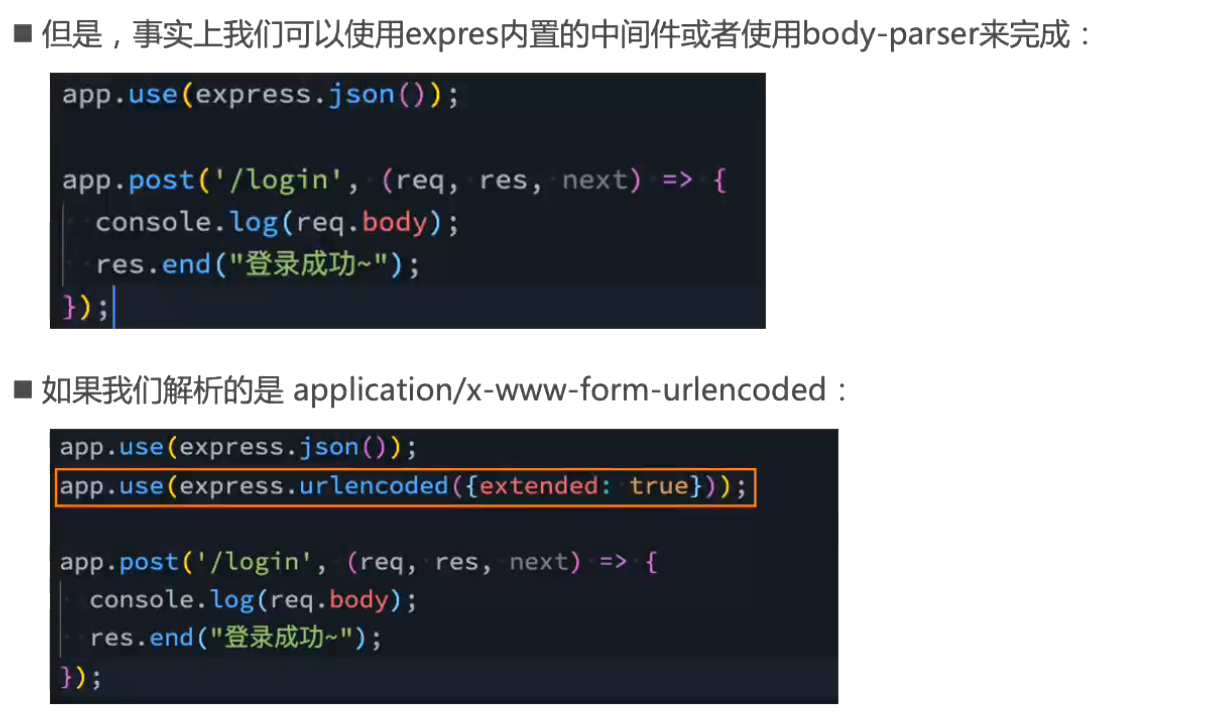 ■ 但是，事实上我们可以使用expres内置的中间件或者使用body-parser来完成：
app.use(express.json());
app.post('/login', (req, res, next) => {
console.log(req.body);
res.end("登录成功~");
});
■ 如果我们解析的是 application/x-www-form-urlencoded：
app.use(express.json());
app.use(express.urlencoded({extended: true}));
app.post('/login', (req, res, next) => {
console.log(req.body);
res.end("登录成功~");
});